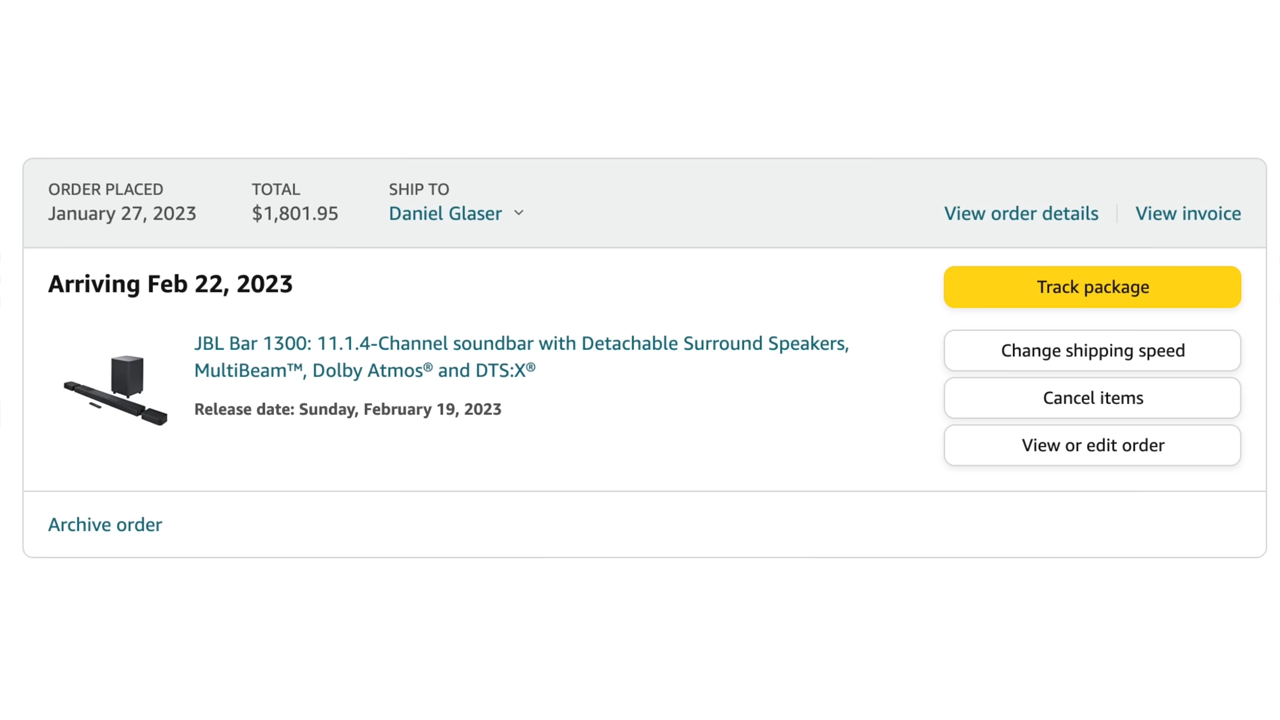 ORDER PLACED
January 27, 2023
TOTAL
$1,801.95
SHIP TO
Daniel Glaser
View order details
View invoice
Arriving Feb 22, 2023
JBL Bar 1300: 11.1.4-Channel soundbar with Detachable Surround Speakers,
MultiBeam™, Dolby Atmos® and DTS:X®
Release date: Sunday, February 19, 2023
Track package
Change shipping speed
Cancel items
View or edit order
Archive order